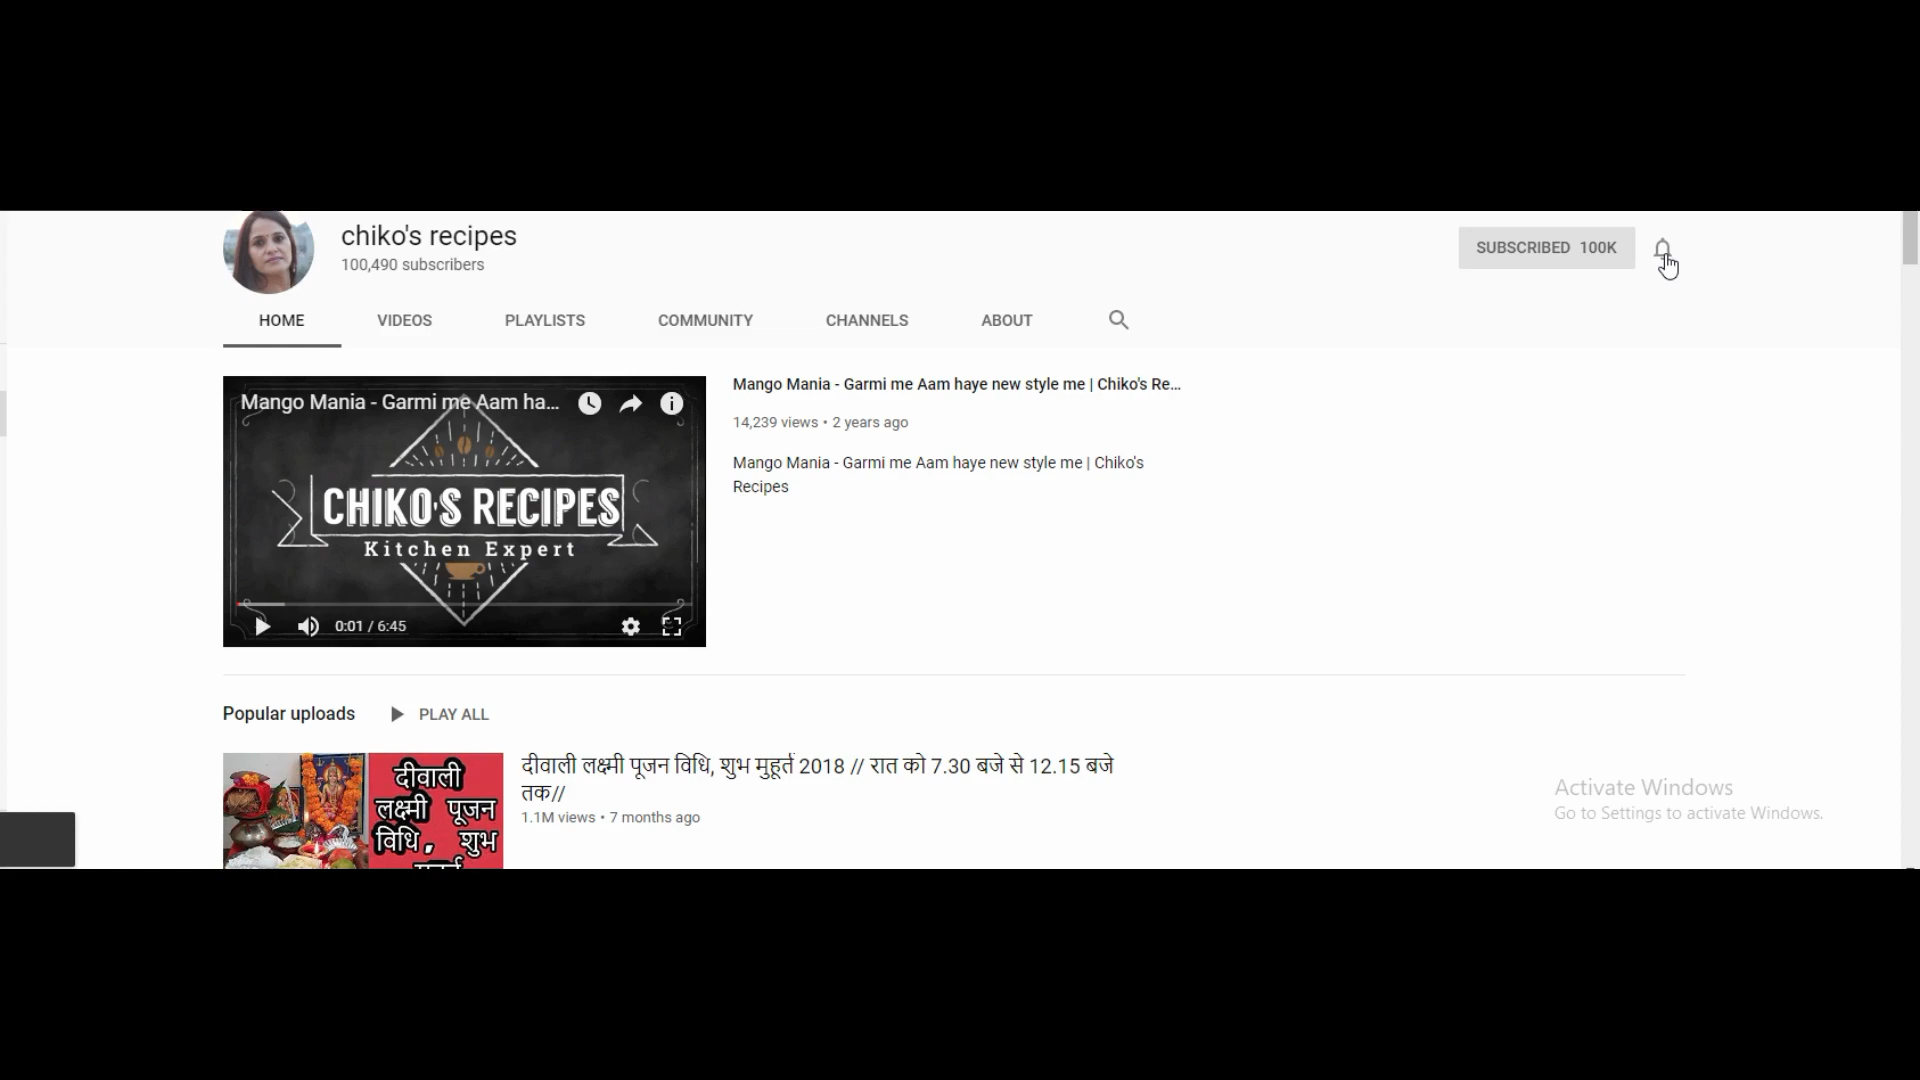 chiko's recipes
100,490 subscribers
SUBSCRIBED 100K
HOME VIDEOS PLAYLISTS COMMUNITY CHANNELS ABOUT
Mango Mania - Garmi me Aam ha...
CHIKO'S RECIPES
Kitchen Expert
0:01 / 6:45
Mango Mania - Garmi me Aam haye new style me | Chiko's Re...
14,239 views • 2 years ago
Mango Mania - Garmi me Aam haye new style me | Chiko's
Recipes
Popular uploads PLAY ALL
दीवाली
लक्ष्मी पूजन
विधि, शुभ
दीवाली लक्ष्मी पूजन विधि, शुभ मुहूर्त 2018 // रात को 7.30 बजे से 12.15 बजे
तक//
1.1M views • 7 months ago
Activate Windows
Go to Settings to activate Windows.